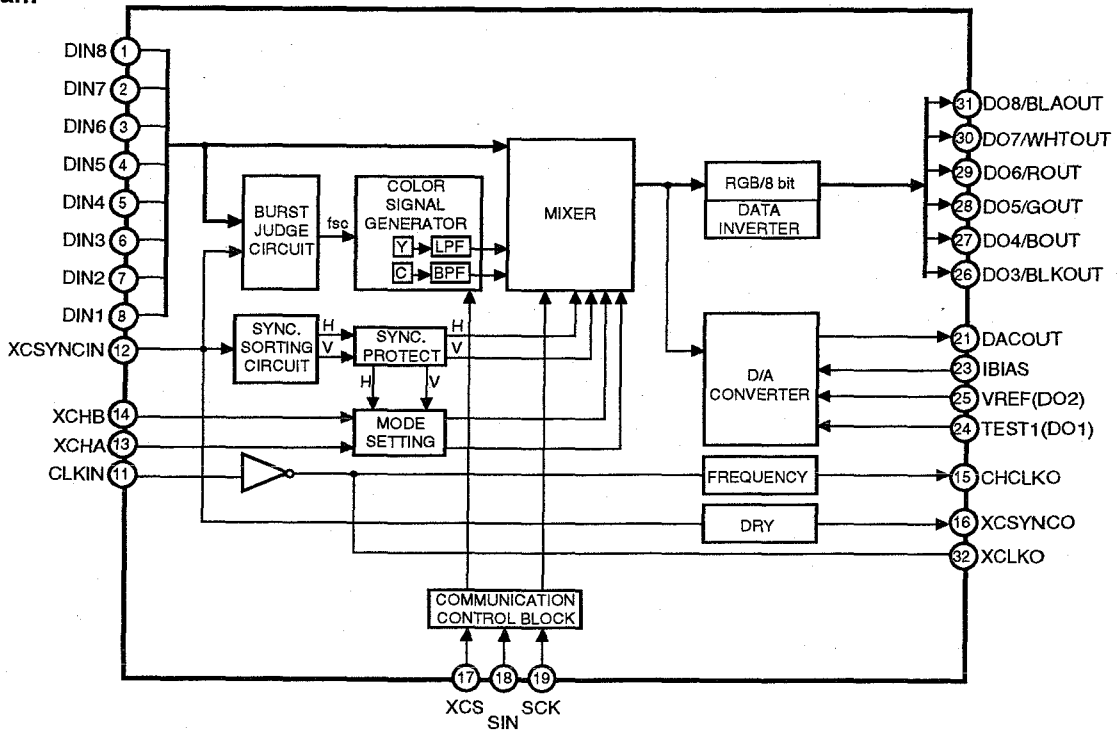 DIN8 1
DIN7 2
DIN6 3
DIN5 4
DIN4 5
DIN3 6
DIN2 7
DIN1 8
XCSYNCIN 12
XCHB 14
XCHA 13
CLKIN 11
BURST
JUDGE
CIRCUIT
fsc
COLOR
SIGNAL
GENERATOR
Y LPF
C BPF
MIXER
SYNC.
SORTING
CIRCUIT
H
V
SYNC.
PROTECT
H
V
H V
MODE
SETTING
RGB/8 bit
DATA
INVERTER
D/A
CONVERTER
FREQUENCY
DRY
COMMUNICATION
CONTROL BLOCK
31 DO8/BLAOUT
30 DO7/WHTOUT
29 DO6/ROUT
28 DO5/GOUT
27 DO4/BOUT
26 DO3/BLKOUT
21 DACOUT
23 IBIAS
25 VREF(DO2)
24 TEST1(DO1)
15 CHCLKO
16 XCSYNCO
32 XCLKO
17 18 19
XCS SIN SCK